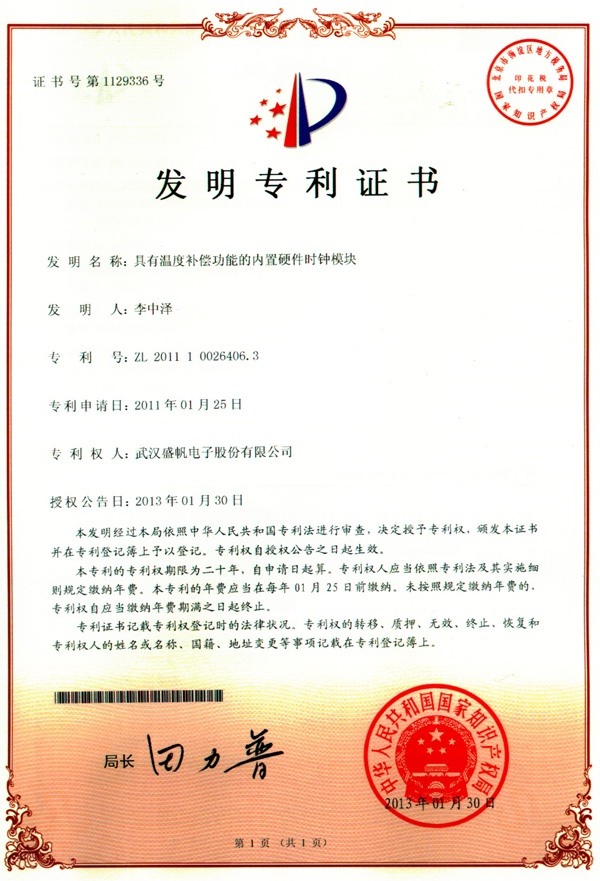 证书号第1129336号
北京市海淀区地方税务局
印花税
代扣专用章
国家知识产权局
发明专利证书
发明名称：具有温度补偿功能的内置硬件时钟模块
发明人：李中泽
专利号：ZL 2011 1 0026406.3
专利申请日：2011年01月25日
专利权人：武汉盛帆电子股份有限公司
授权公告日：2013年01月30日
本发明经过本局依照中华人民共和国专利法进行审查，决定授予专利权，颁发本证书
并在专利登记簿上予以登记。专利权自授权公告之日起生效。
本专利的专利权期限为二十年，自申请日起算。专利权人应当依照专利法及其实施细
则规定缴纳年费。本专利的年费应当在每年01月25日前缴纳。未按照规定缴纳年费的，
专利权自应当缴纳年费期满之日起终止。
专利证书记载专利权登记时的法律状况。专利权的转移、质押、无效、终止、恢复和
专利权人的姓名或名称、国籍、地址变更等事项记载在专利登记簿上。
局长 田力普
中华人民共和国国家知识产权局
2013年01月30日
第1页（共1页）